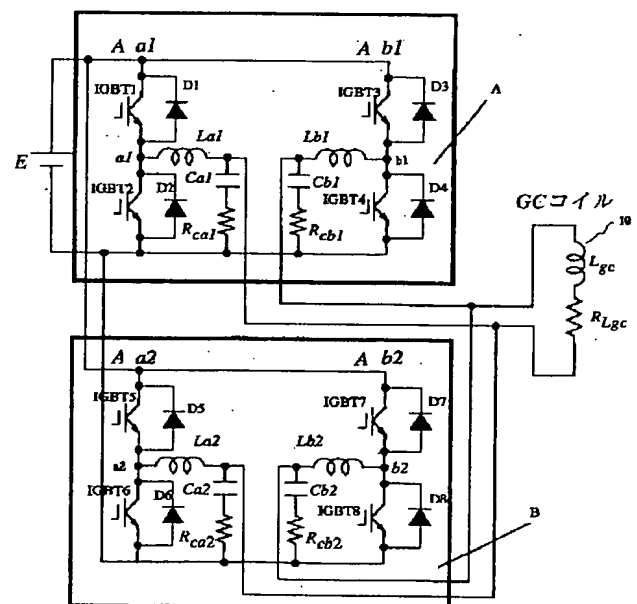 A a1
A b1
IGBT1
D1
IGBT3
D3
A
E
a1
La1
Lb1
b1
IGBT2
D2
Ca1
Cb1
IGBT4
D4
Rca1
Rcb1
GCコイル
10
Lgc
RLgc
A a2
A b2
IGBT5
D5
IGBT7
D7
a2
La2
Lb2
b2
IGBT6
D6
Ca2
Cb2
IGBT8
D8
Rca2
Rcb2
B